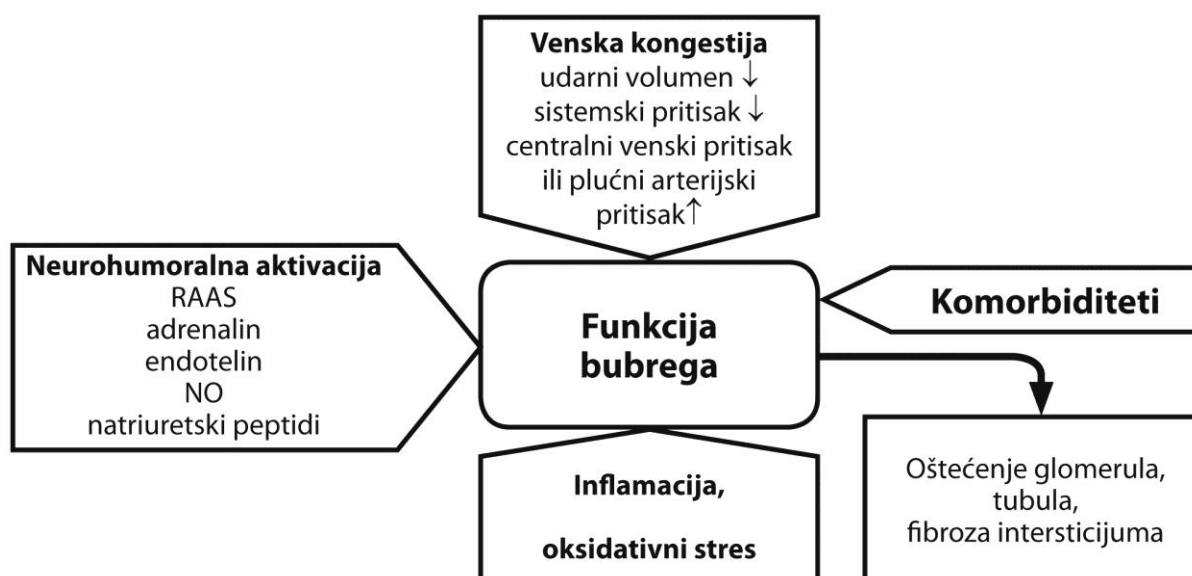 Venska kongestija
udarni volumen ↓
sistemski pritisak ↓
centralni venski pritisak
ili plućni arterijski
pritisak↑
Neurohumoralna aktivacija
RAAS
adrenalin
endotelin
NO
natriuretski peptidi
Funkcija
bubrega
Komorbiditeti
Inflamacija,
oksidativni stres
Oštećenje glomerula,
tubula,
fibroza intersticijuma